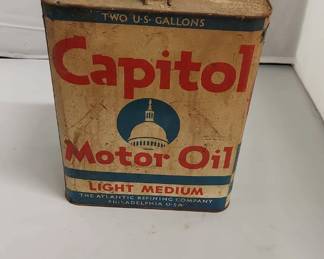 TWO U·S· GALLONS
Capitol
Motor Oil
LIGHT MEDIUM
THE ATLANTIC REFINING COMPANY
PHILADELPHIA U·S·A·